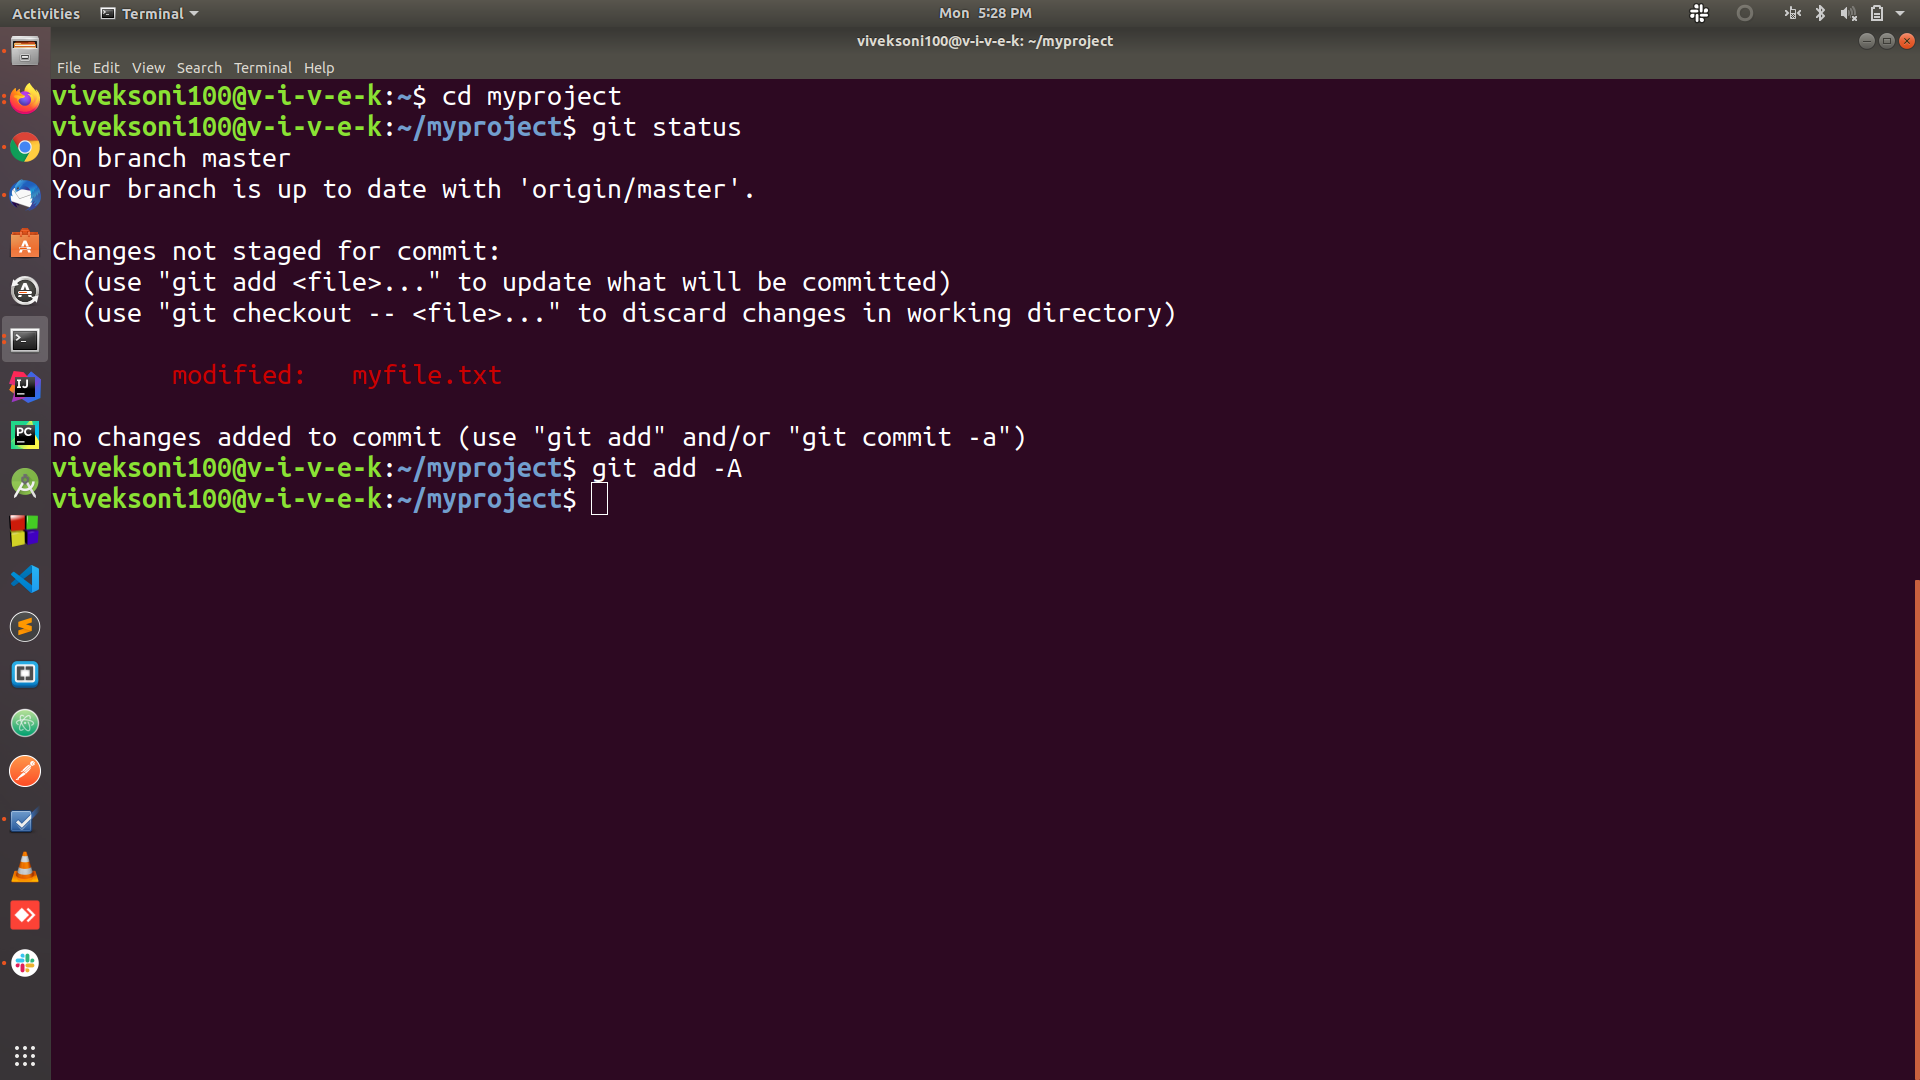 Activities Terminal Mon 5:28 PM
viveksoni100@v-i-v-e-k: ~/myproject
File Edit View Search Terminal Help
viveksoni100@v-i-v-e-k:~$ cd myproject
viveksoni100@v-i-v-e-k:~/myproject$ git status
On branch master
Your branch is up to date with 'origin/master'.
Changes not staged for commit:
(use "git add <file>..." to update what will be committed)
(use "git checkout -- <file>..." to discard changes in working directory)
modified: myfile.txt
no changes added to commit (use "git add" and/or "git commit -a")
viveksoni100@v-i-v-e-k:~/myproject$ git add -A
viveksoni100@v-i-v-e-k:~/myproject$
IJ
PC